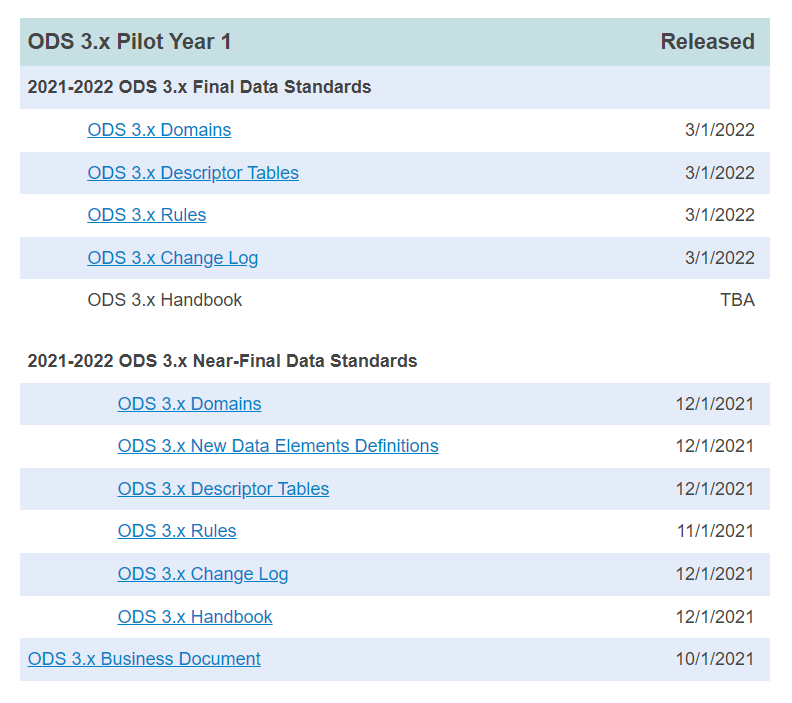 ODS 3.x Pilot Year 1 Released
2021-2022 ODS 3.x Final Data Standards
ODS 3.x Domains 3/1/2022
ODS 3.x Descriptor Tables 3/1/2022
ODS 3.x Rules 3/1/2022
ODS 3.x Change Log 3/1/2022
ODS 3.x Handbook TBA
2021-2022 ODS 3.x Near-Final Data Standards
ODS 3.x Domains 12/1/2021
ODS 3.x New Data Elements Definitions 12/1/2021
ODS 3.x Descriptor Tables 12/1/2021
ODS 3.x Rules 11/1/2021
ODS 3.x Change Log 12/1/2021
ODS 3.x Handbook 12/1/2021
ODS 3.x Business Document 10/1/2021